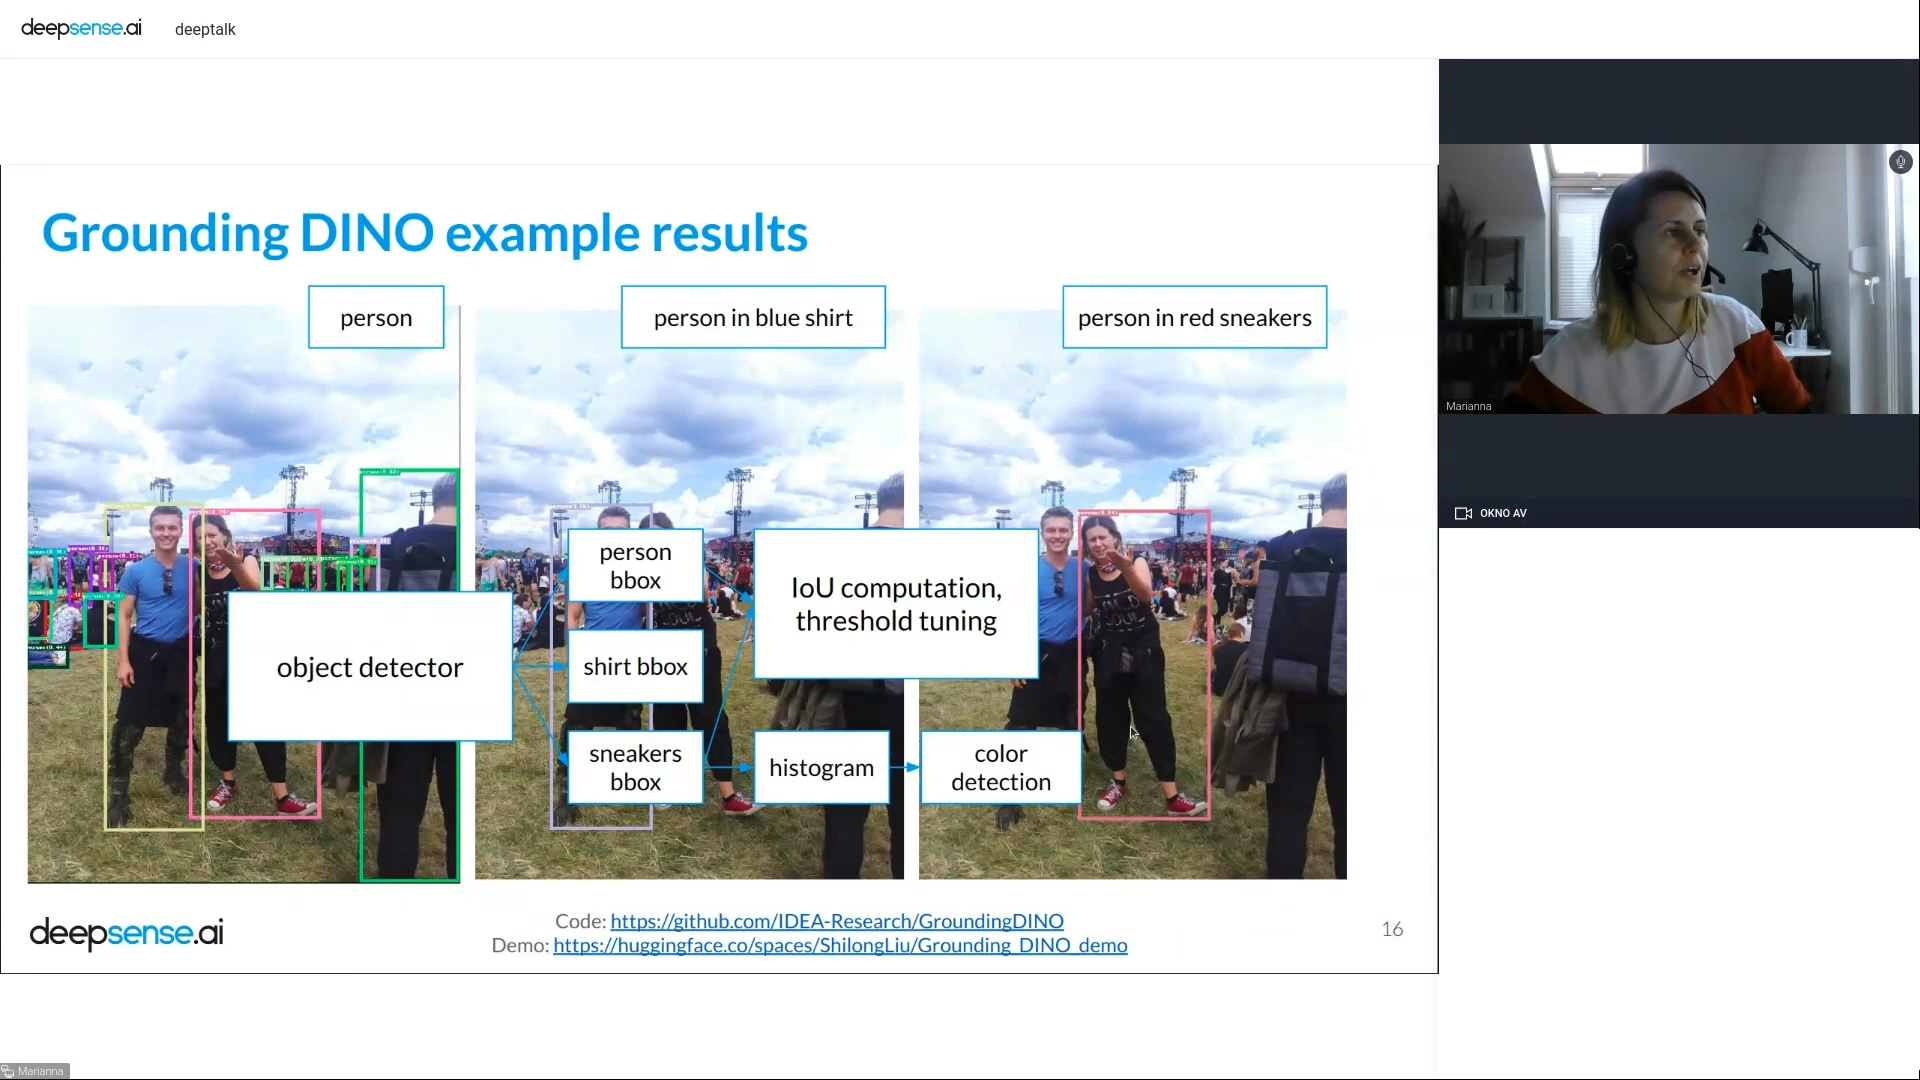 deepsense.ai
deeptalk
Grounding DINO example results
person
person in blue shirt
person in red sneakers
object detector
person
bbox
shirt bbox
sneakers
bbox
IoU computation,
threshold tuning
histogram
color
detection
deepsense.ai
Code: https://github.com/IDEA-Research/GroundingDINO
Demo: https://huggingface.co/spaces/ShilongLiu/Grounding_DINO_demo
16
Marianna
OKNO AV
Marianna